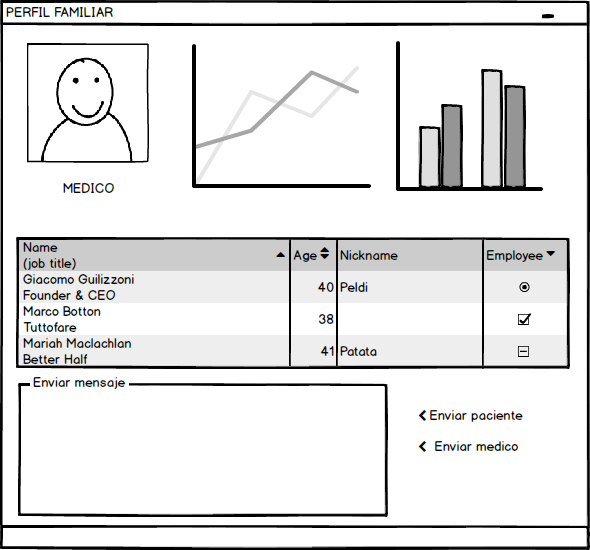 PERFIL FAMILIAR
MEDICO
Name
(job title)
Age
Nickname
Employee
Giacomo Guilizzoni
Founder & CEO
40
Peldi
Marco Botton
Tuttofare
38
Mariah Maclachlan
Better Half
41
Patata
Enviar mensaje
Enviar paciente
Enviar medico